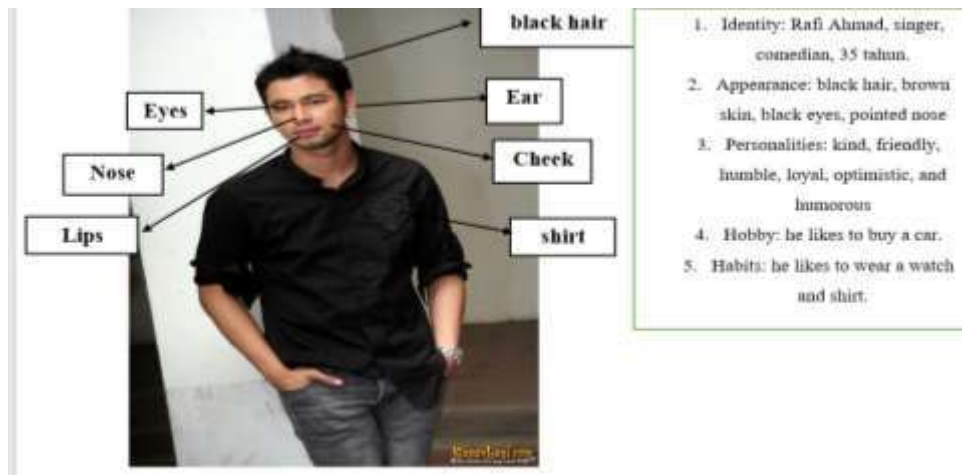 black hair
Eyes
Ear
Nose
Cheek
Lips
shirt
1. Identity: Rafi Ahmad, singer,
comedian, 35 tahun.
2. Appearance: black hair, brown
skin, black eyes, pointed nose
3. Personalities: kind, friendly,
humble, loyal, optimistic, and
humorous
4. Hobby: he likes to buy a car.
5. Habits: he likes to wear a watch
and shirt.